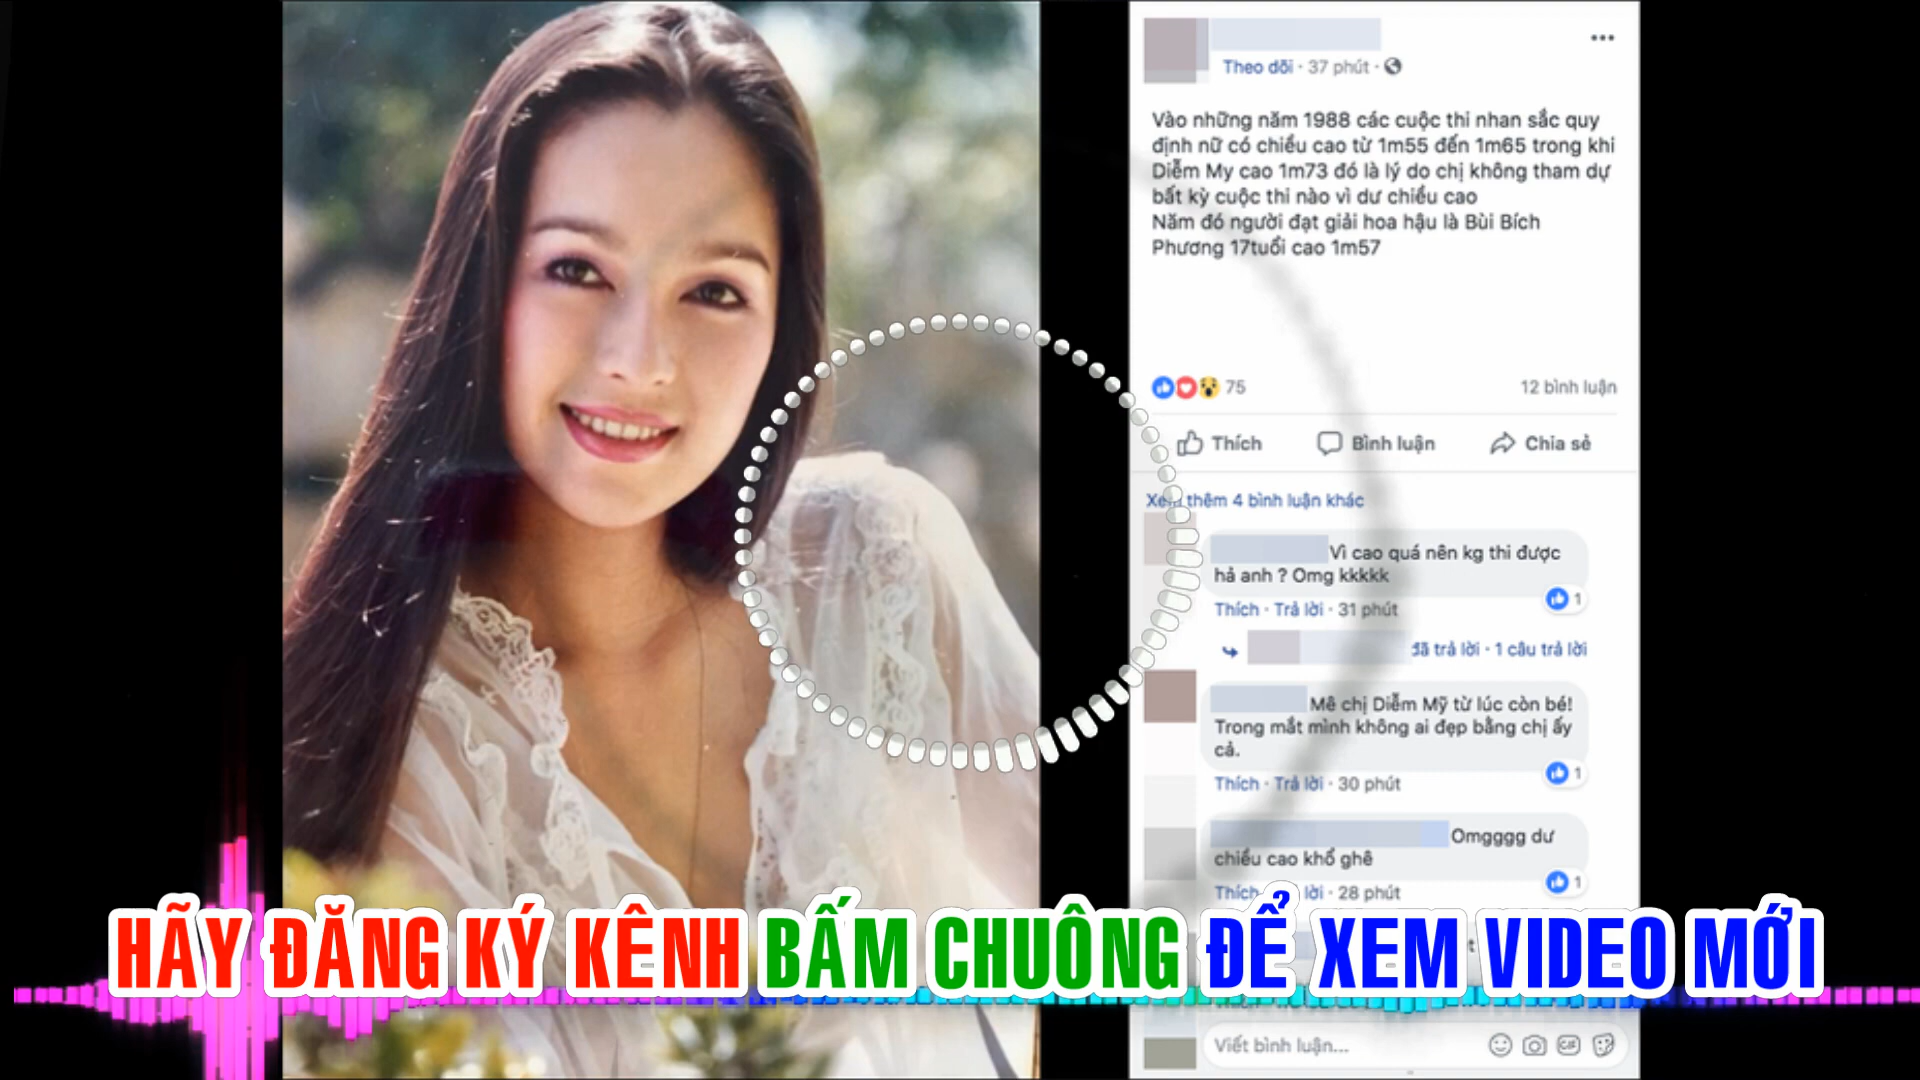 Theo dõi · 37 phút ·
Vào những năm 1988 các cuộc thi nhan sắc quy
định nữ có chiều cao từ 1m55 đến 1m65 trong khi
Diễm My cao 1m73 đó là lý do chị không tham dự
bất kỳ cuộc thi nào vì dư chiều cao
Năm đó người đạt giải hoa hậu là Bùi Bích
Phương 17tuổi cao 1m57
75 12 bình luận
Thích Bình luận Chia sẻ
Xem thêm 4 bình luận khác
Vì cao quá nên kg thi được
hả anh ? Omg kkkkk
1
Thích · Trả lời · 31 phút
đã trả lời · 1 câu trả lời
Mê chị Diễm Mỹ từ lúc còn bé!
Trong mắt mình không ai đẹp bằng chị ấy
cả.
1
Thích · Trả lời · 30 phút
Omgggg dư
chiều cao khổ ghê
1
Thích lời · 28 phút
HÃY ĐĂNG KÝ KÊNH BẤM CHUÔNG ĐỂ XEM VIDEO MỚI
Viết bình luận...
GIF